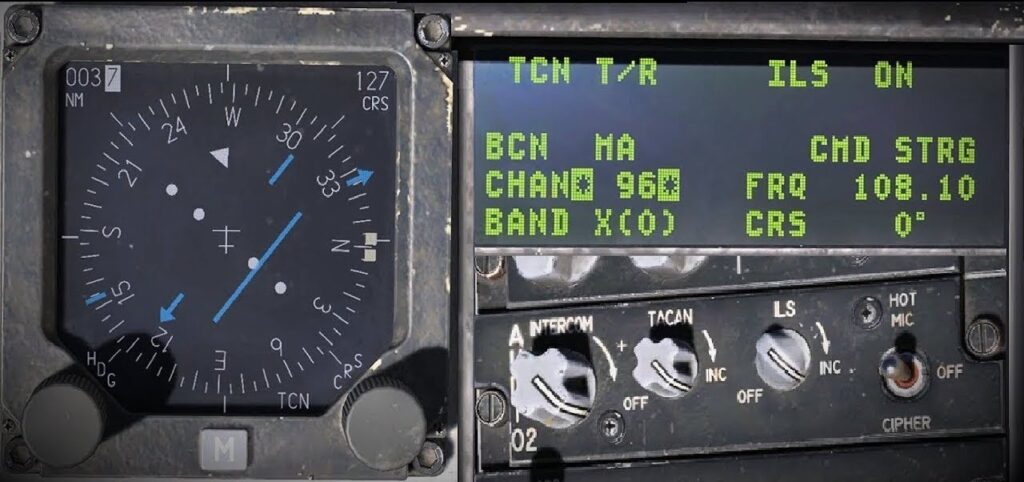 0037
NM
127
CRS
W
24
30
21
33
S
N
15
3
12
6
E
HDG
CRS
TCN
M
TCN T/R ILS ON
BCN MA CMD STRG
CHAN* 96* FRQ 108.10
BAND X(0) CRS 0°
INTERCOM
TACAN
ILS
HOT
MIC
+
INC
INC
OFF
OFF
OFF
CIPHER
O2